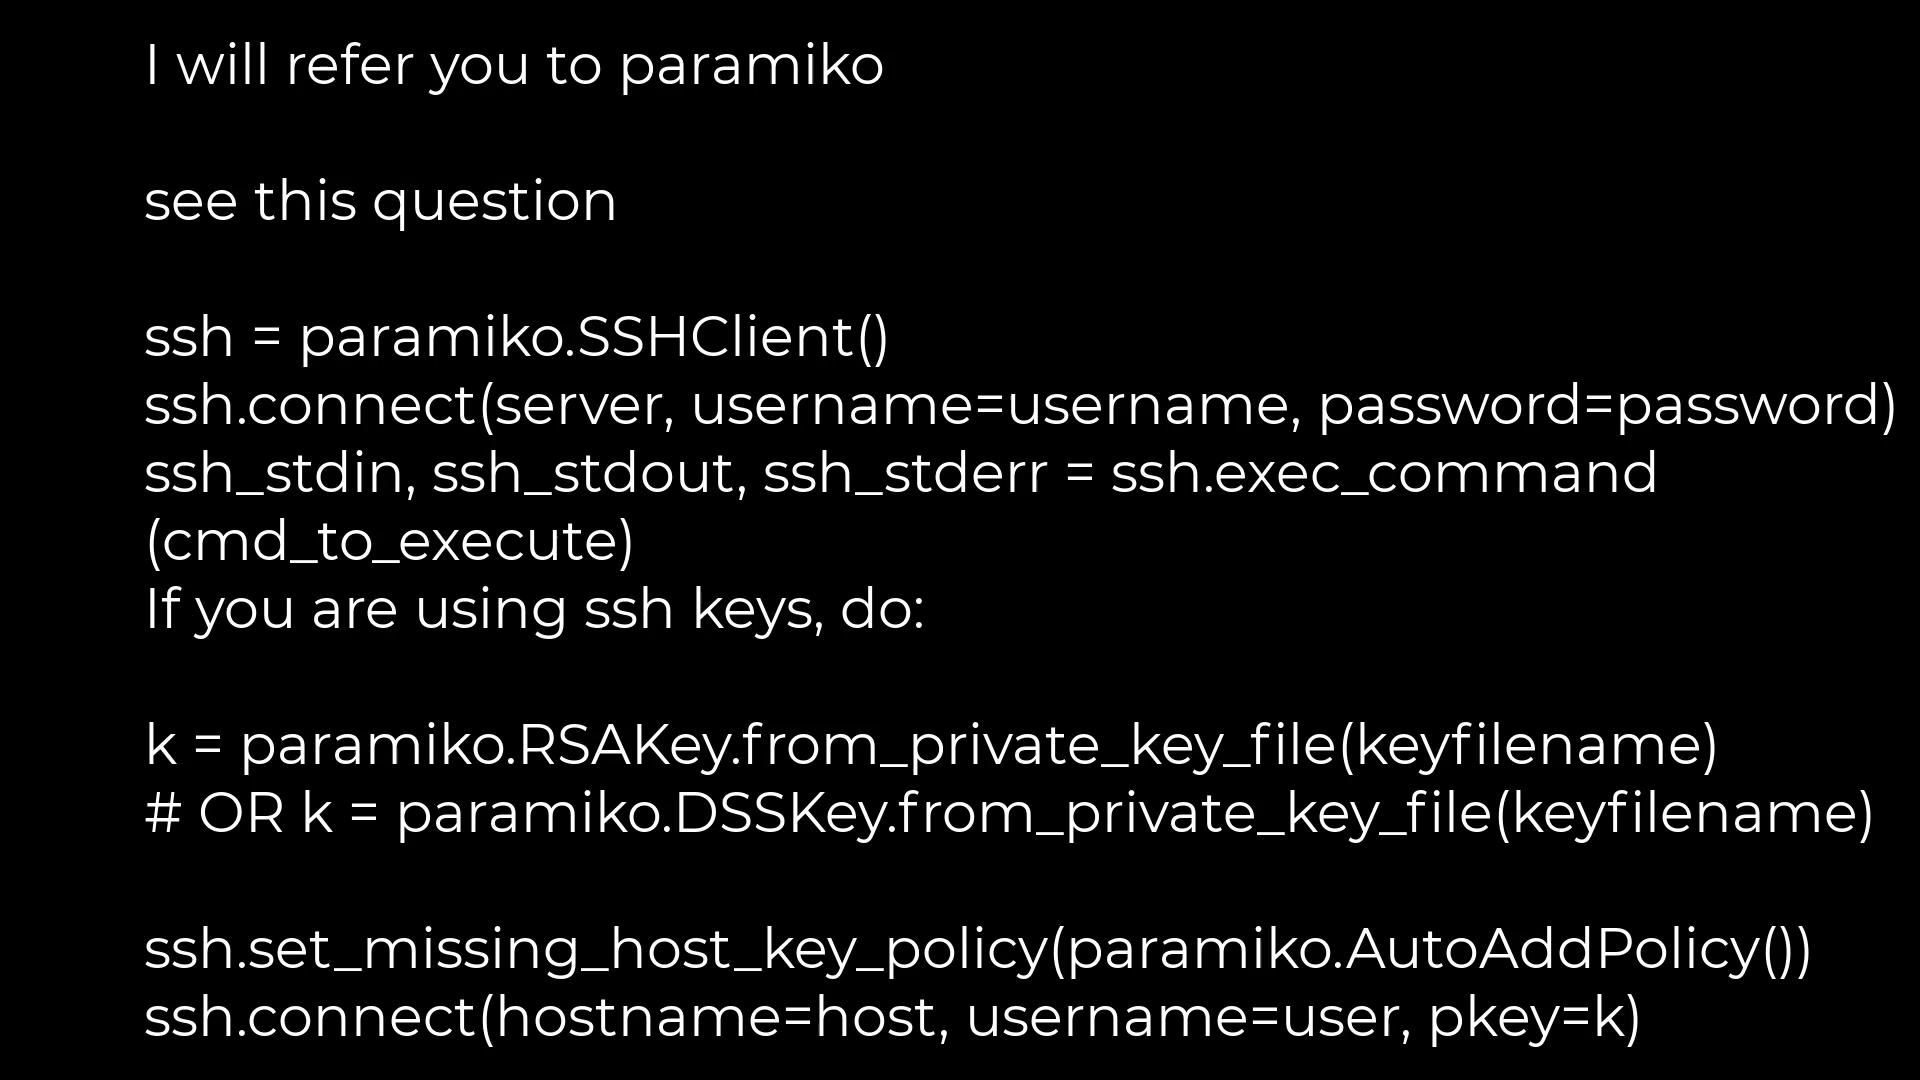 I will refer you to paramiko
see this question
ssh = paramiko.SSHClient()
ssh.connect(server, username=username, password=password)
ssh_stdin, ssh_stdout, ssh_stderr = ssh.exec_command
(cmd_to_execute)
If you are using ssh keys, do:
k = paramiko.RSAKey.from_private_key_file(keyfilename)
# OR k = paramiko.DSSKey.from_private_key_file(keyfilename)
ssh.set_missing_host_key_policy(paramiko.AutoAddPolicy())
ssh.connect(hostname=host, username=user, pkey=k)